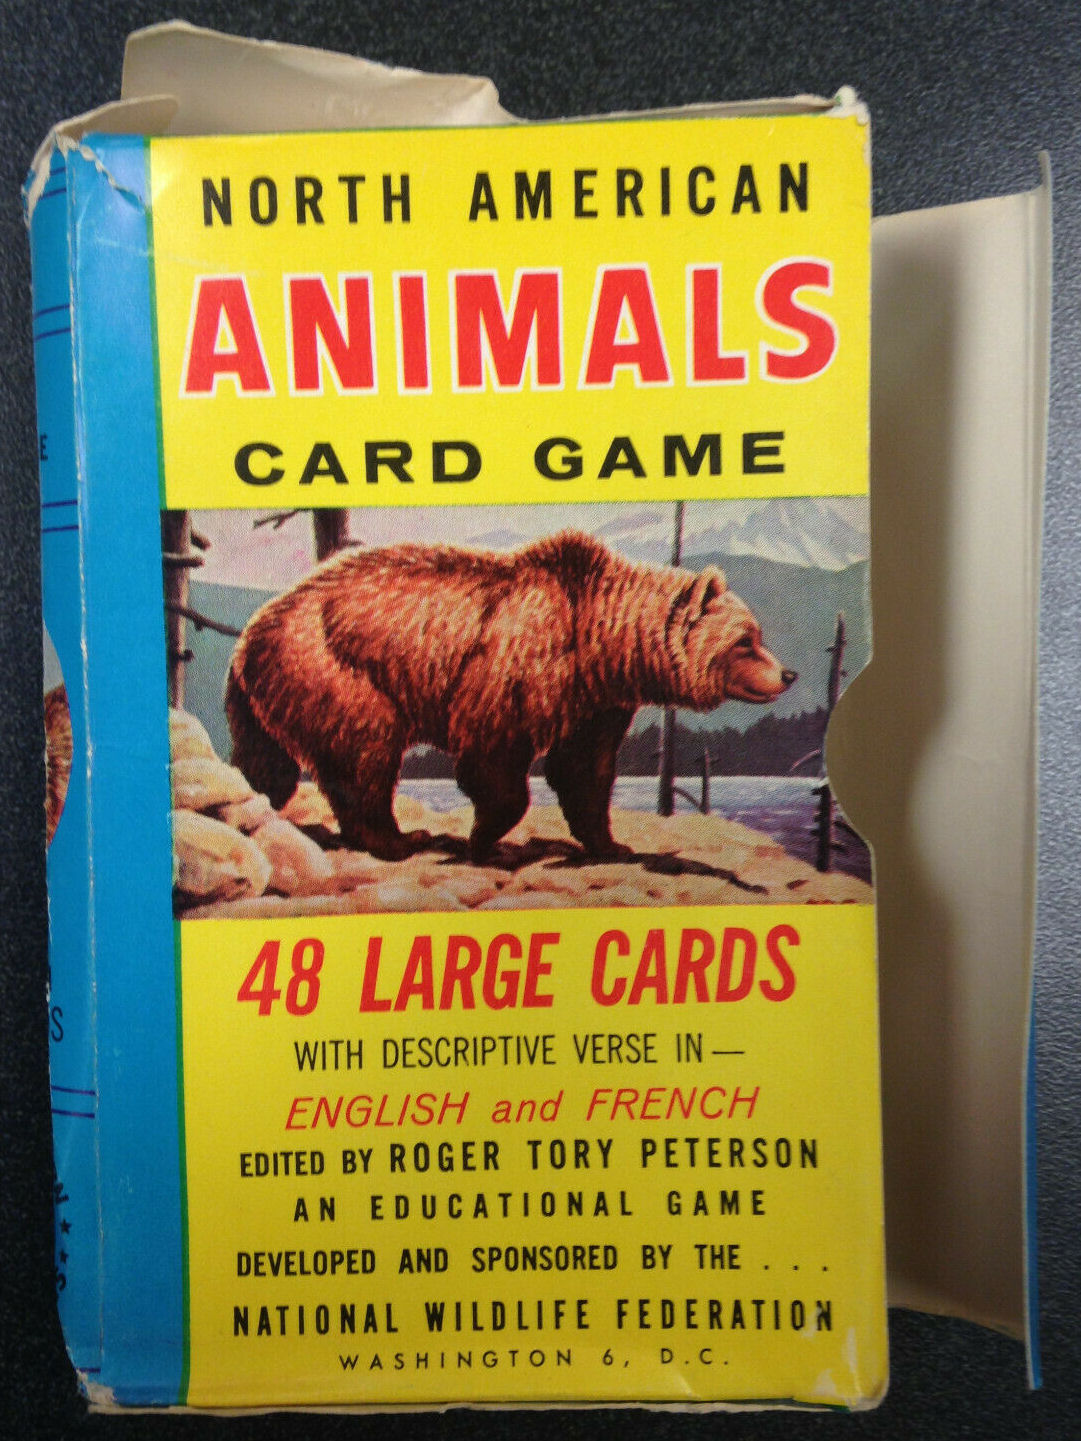 NORTH AMERICAN
ANIMALS
CARD GAME
48 LARGE CARDS
WITH DESCRIPTIVE VERSE IN —
ENGLISH and FRENCH
EDITED BY ROGER TORY PETERSON
AN EDUCATIONAL GAME
DEVELOPED AND SPONSORED BY THE . . .
NATIONAL WILDLIFE FEDERATION
WASHINGTON 6, D.C.